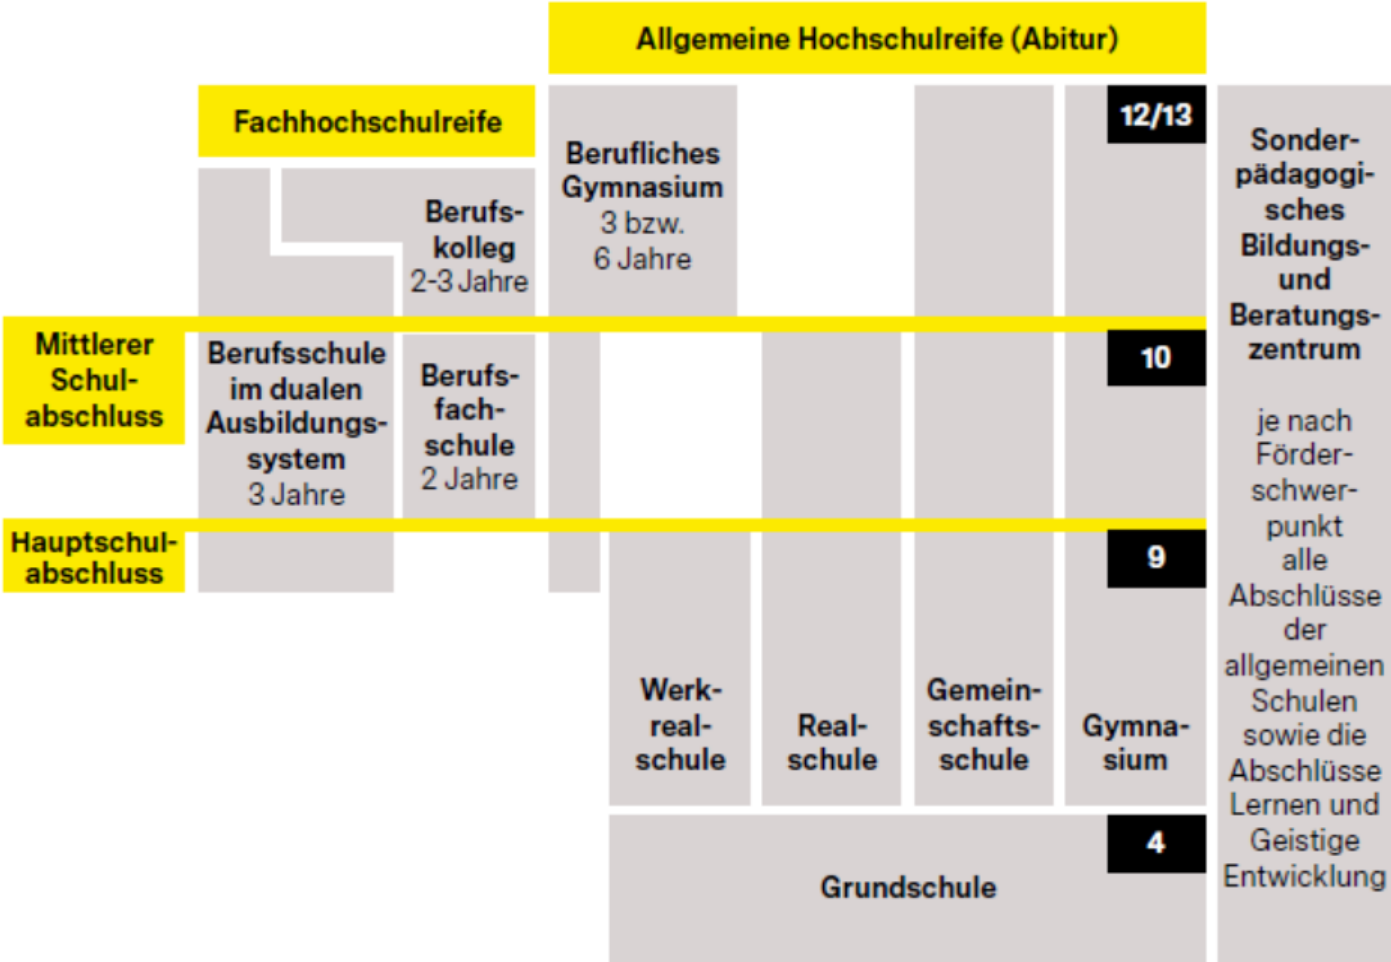 Allgemeine Hochschulreife (Abitur)
Fachhochschulreife
12/13
Berufliches
Gymnasium
3 bzw.
6 Jahre
Berufs-
kolleg
2-3 Jahre
Mittlerer
Schul-
abschluss
Berufsschule
im dualen
Ausbildungs-
system
3 Jahre
Berufs-
fach-
schule
2 Jahre
10
Hauptschul-
abschluss
9
Werk-
real-
schule
Real-
schule
Gemein-
schafts-
schule
Gymna-
sium
4
Grundschule
Sonder-
pädagogi-
sches
Bildungs-
und
Beratungs-
zentrum
je nach
Förder-
schwer-
punkt
alle
Abschlüsse
der
allgemeinen
Schulen
sowie die
Abschlüsse
Lernen und
Geistige
Entwicklung